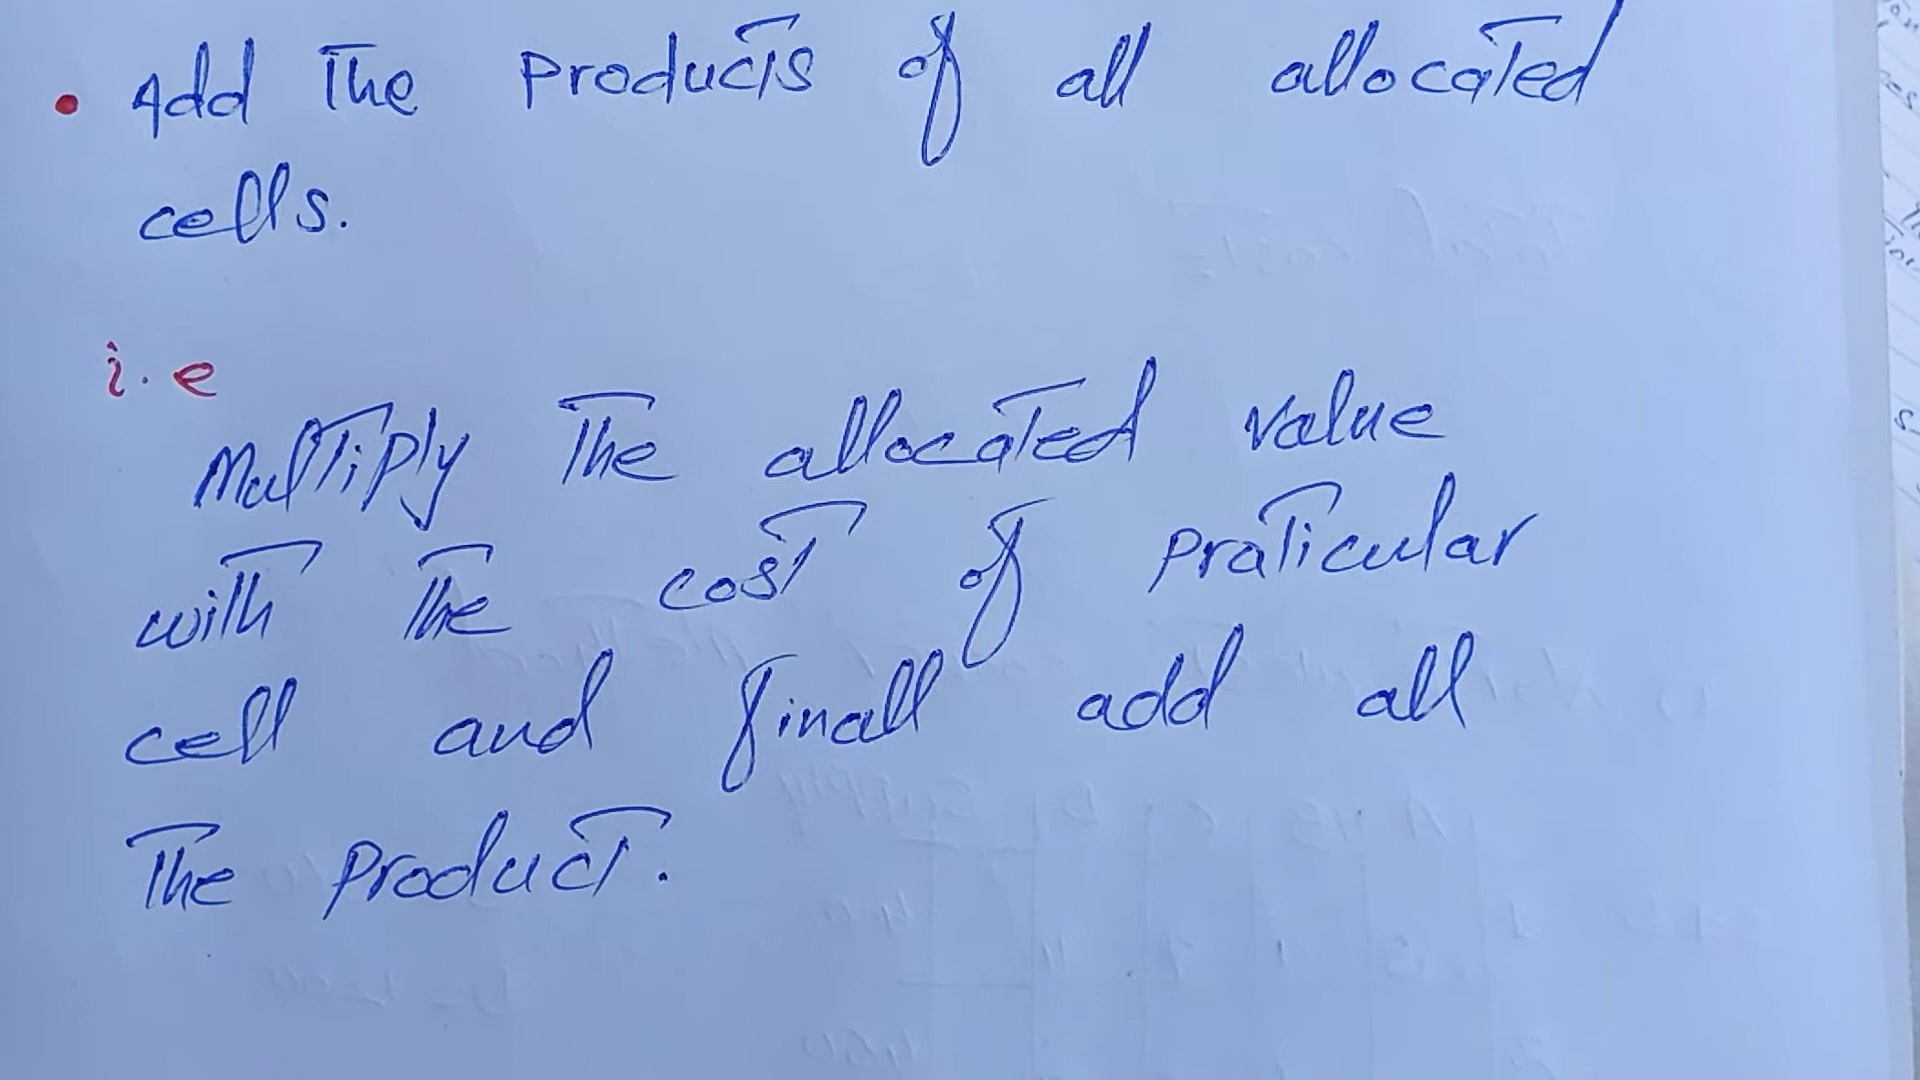 • Add The Products of all allocated
cells.
i.e
Multiply The allocated value
with the cost of praticular
cell and finall add all
The Product.